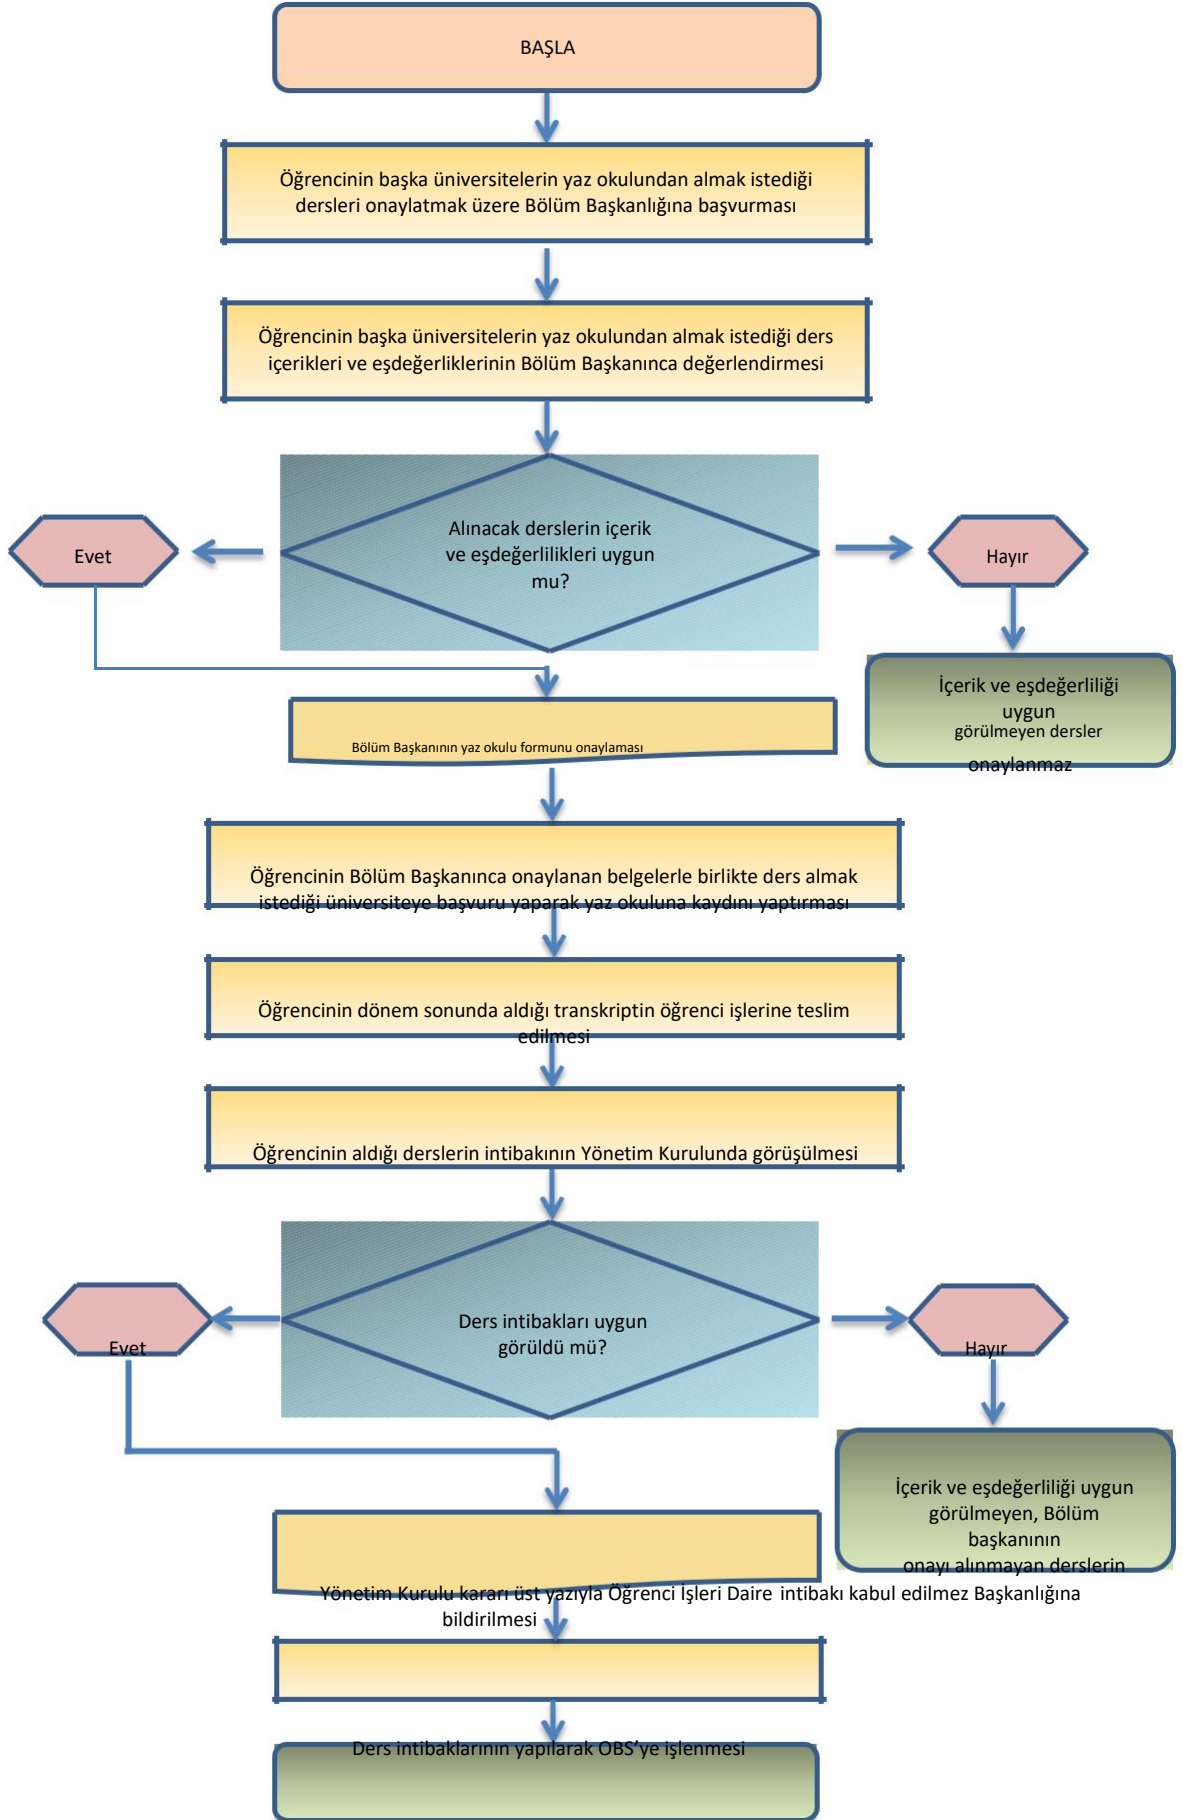 BAŞLA
Öğrencinin başka üniversitelerin yaz okulundan almak istediği
dersleri onaylatmak üzere Bölüm Başkanlığına başvurması
Öğrencinin başka üniversitelerin yaz okulundan almak istediği ders
içerikleri ve eşdeğerliklerinin Bölüm Başkanınca değerlendirmesi
Alınacak derslerin içerik
ve eşdeğerlilikleri uygun
mu?
Evet
Hayır
İçerik ve eşdeğerliliği
uygun
görülmeyen dersler
onaylanmaz
Bölüm Başkanının yaz okulu formunu onaylaması
Öğrencinin Bölüm Başkanınca onaylanan belgelerle birlikte ders almak
istediği üniversiteye başvuru yaparak yaz okuluna kaydını yaptırması
Öğrencinin dönem sonunda aldığı transkriptin öğrenci işlerine teslim
edilmesi
Öğrencinin aldığı derslerin intibakının Yönetim Kurulunda görüşülmesi
Ders intibakları uygun
görüldü mü?
Evet
Hayır
İçerik ve eşdeğerliliği uygun
görülmeyen, Bölüm
başkanının
onayı alınmayan derslerin
Yönetim Kurulu kararı üst yazıyla Öğrenci İşleri Daire intibakı kabul edilmez Başkanlığına
bildirilmesi
Ders intibaklarının yapılarak OBS'ye işlenmesi